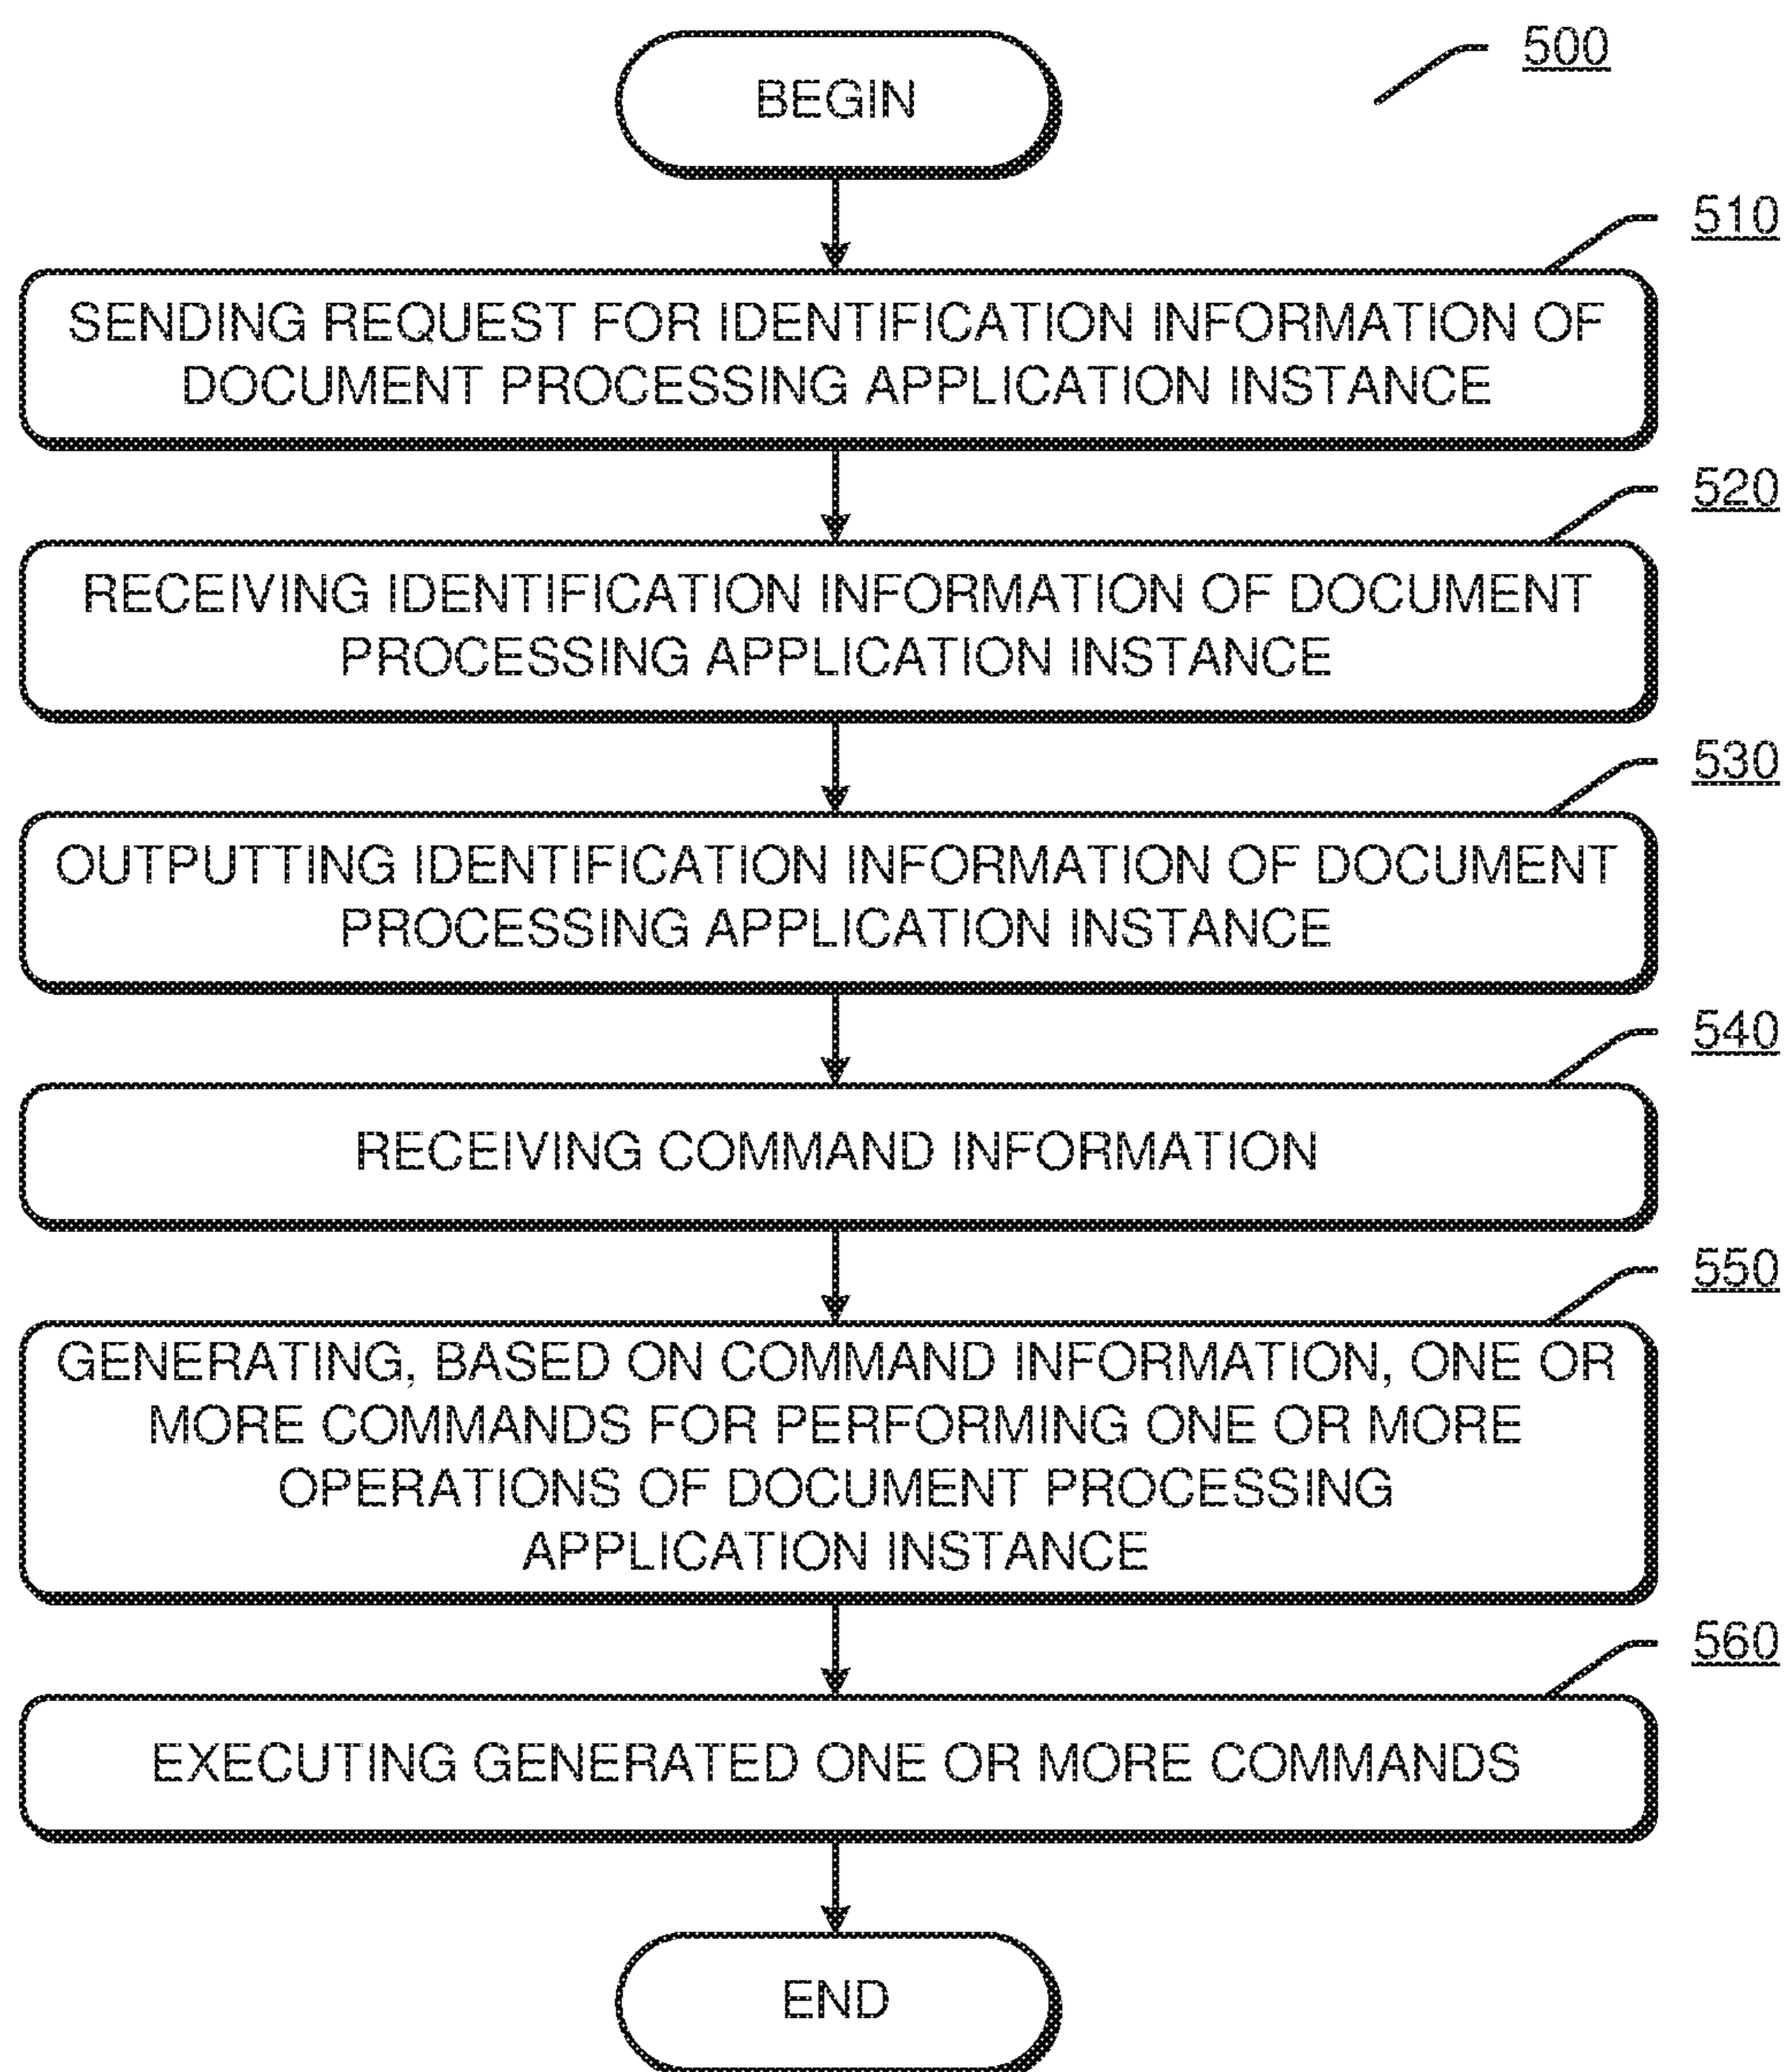 500
BEGIN
510
SENDING REQUEST FOR IDENTIFICATION INFORMATION OF
DOCUMENT PROCESSING APPLICATION INSTANCE
520
RECEIVING IDENTIFICATION INFORMATION OF DOCUMENT
PROCESSING APPLICATION INSTANCE
530
OUTPUTTING IDENTIFICATION INFORMATION OF DOCUMENT
PROCESSING APPLICATION INSTANCE
540
RECEIVING COMMAND INFORMATION
550
GENERATING, BASED ON COMMAND INFORMATION, ONE OR
MORE COMMANDS FOR PERFORMING ONE OR MORE
OPERATIONS OF DOCUMENT PROCESSING
APPLICATION INSTANCE
560
EXECUTING GENERATED ONE OR MORE COMMANDS
END